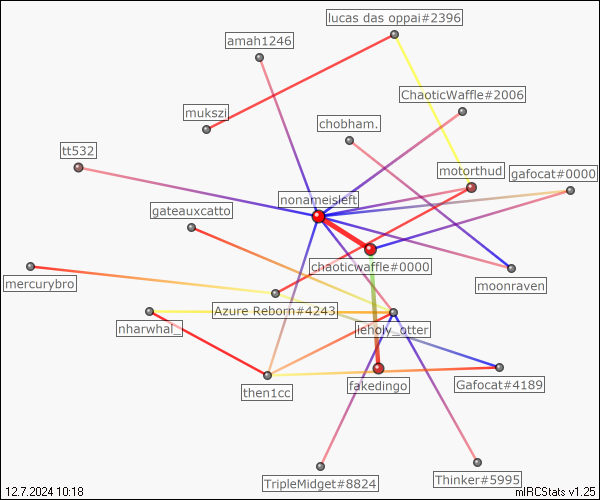 lucas das oppai#2396
amah1246
ChaoticWaffle#2006
mukszi
chobham.
tt532
motorthud
gafocat#0000
nonameisleft
gateauxcatto
chaoticwaffle#0000
mercurybro
moonraven
Azure Reborn#4243
nharwhal_
leholy_otter
then1cc
fakedingo
Gafocat#4189
TripleMidget#8824
Thinker#5995
12.7.2024 10:18
mIRCStats v1.25